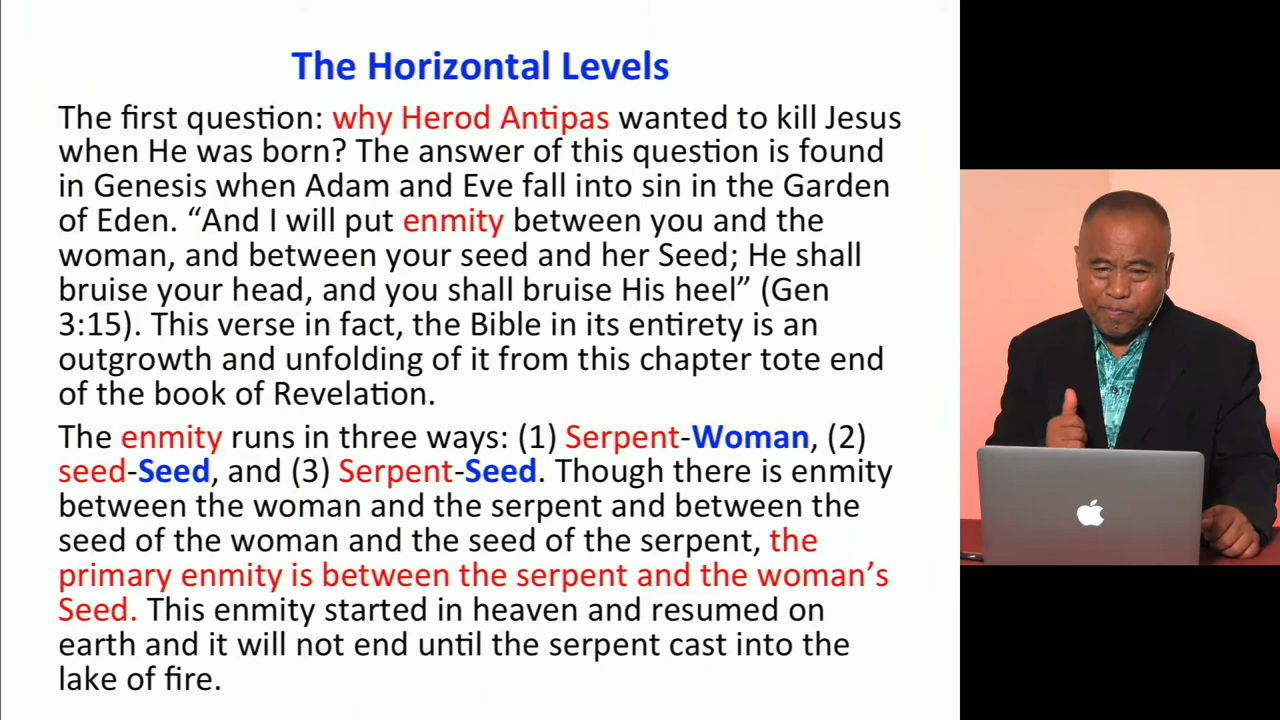 The Horizontal Levels
The first question: why Herod Antipas wanted to kill Jesus
when He was born? The answer of this question is found
in Genesis when Adam and Eve fall into sin in the Garden
of Eden. “And I will put enmity between you and the
woman, and between your seed and her Seed; He shall
bruise your head, and you shall bruise His heel” (Gen
3:15). This verse in fact, the Bible in its entirety is an
outgrowth and unfolding of it from this chapter tote end
of the book of Revelation.
The enmity runs in three ways: (1) Serpent-Woman, (2)
seed-Seed, and (3) Serpent-Seed. Though there is enmity
between the woman and the serpent and between the
seed of the woman and the seed of the serpent, the
primary enmity is between the serpent and the woman’s
Seed. This enmity started in heaven and resumed on
earth and it will not end until the serpent cast into the
lake of fire.